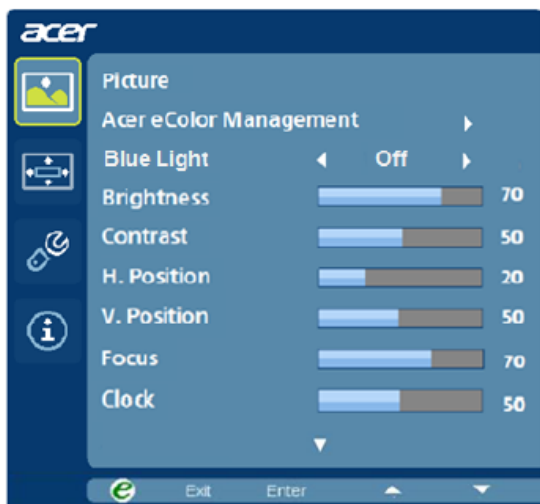 acer
Picture
Acer eColor Management
Blue Light Off
Brightness 70
Contrast 50
H. Position 20
V. Position 50
Focus 70
Clock 50
e Exit Enter